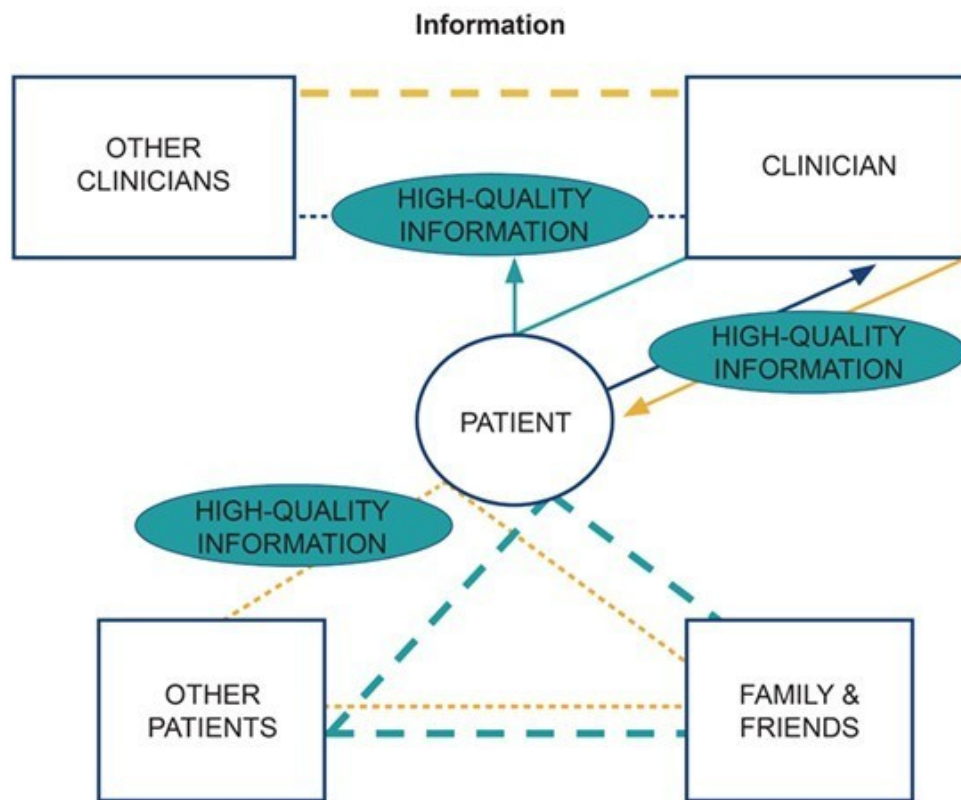 Information
OTHER
CLINICIANS
CLINICIAN
HIGH-QUALITY
INFORMATION
HIGH-QUALITY
INFORMATION
PATIENT
HIGH-QUALITY
INFORMATION
OTHER
PATIENTS
FAMILY &
FRIENDS